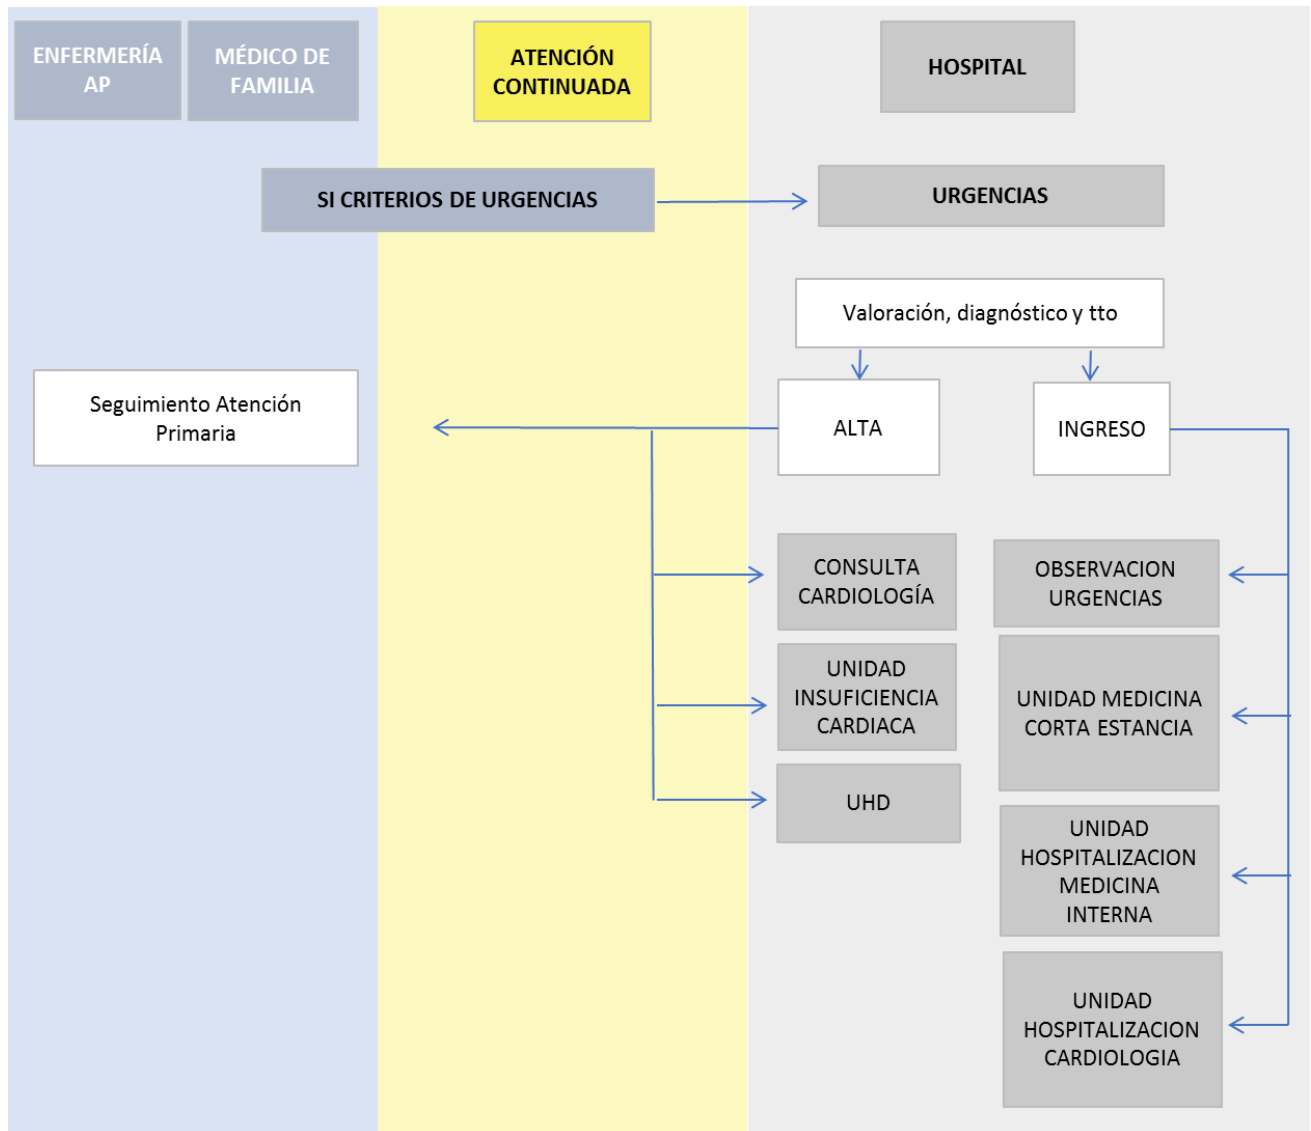 ENFERMERÍA
AP
MÉDICO DE
FAMILIA
ATENCIÓN
CONTINUADA
HOSPITAL
SI CRITERIOS DE URGENCIAS
URGENCIAS
Valoración, diagnóstico y tto
Seguimiento Atención
Primaria
ALTA
INGRESO
CONSULTA
CARDIOLOGÍA
OBSERVACION
URGENCIAS
UNIDAD
INSUFICIENCIA
CARDIACA
UNIDAD MEDICINA
CORTA ESTANCIA
UHD
UNIDAD
HOSPITALIZACION
MEDICINA
INTERNA
UNIDAD
HOSPITALIZACION
CARDIOLOGIA